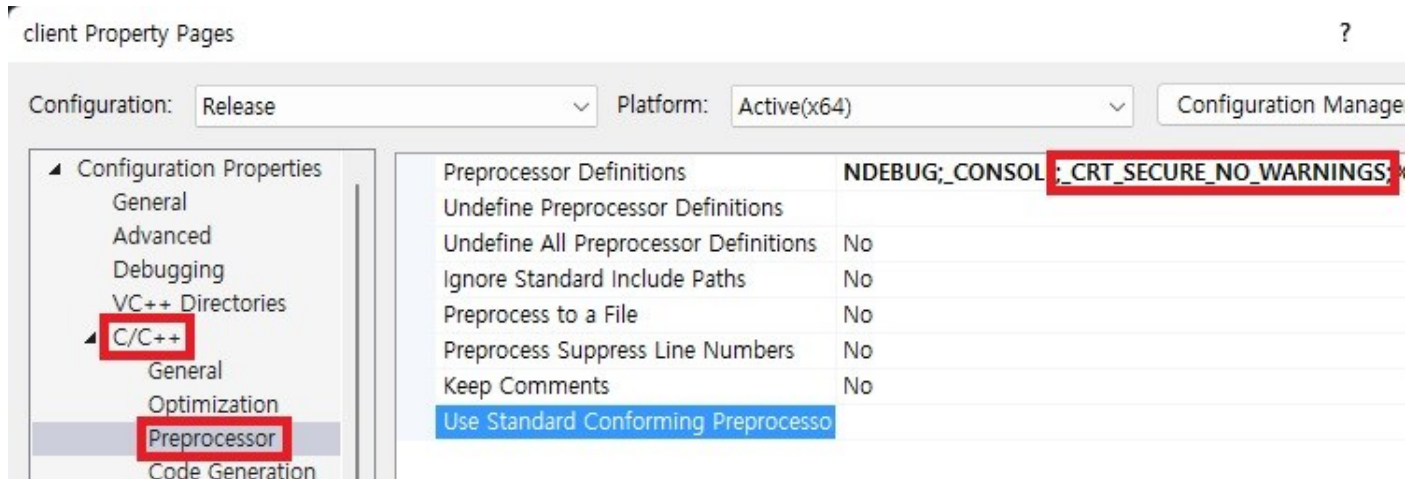 client Property Pages ?
Configuration: Release Platform: Active(x64) Configuration Manage
Configuration Properties
General
Advanced
Debugging
VC++ Directories
C/C++
General
Optimization
Preprocessor
Code Generation
Preprocessor Definitions NDEBUG;_CONSOL ;_CRT_SECURE_NO_WARNINGS;
Undefine Preprocessor Definitions
Undefine All Preprocessor Definitions No
Ignore Standard Include Paths No
Preprocess to a File No
Preprocess Suppress Line Numbers No
Keep Comments No
Use Standard Conforming Preprocesso